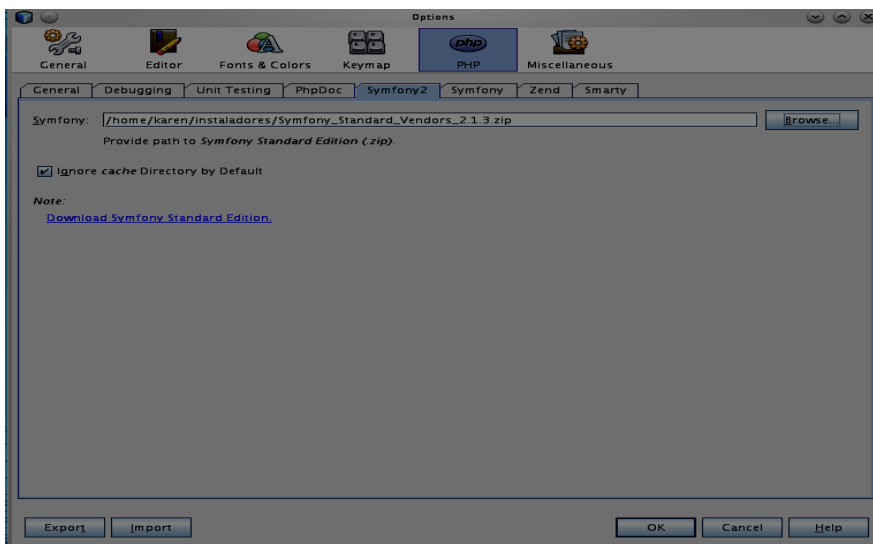 Options
General Editor Fonts & Colors Keymap PHP Miscellaneous
General Debugging Unit Testing PhpDoc Symfony2 Symfony Zend Smarty
Symfony: /home/karen/instaladores/Symfony_Standard_Vendors_2.1.3.zip Browse...
Provide path to Symfony Standard Edition (.zip).
Ignore cache Directory by Default
Note:
Download Symfony Standard Edition.
Export Import OK Cancel Help